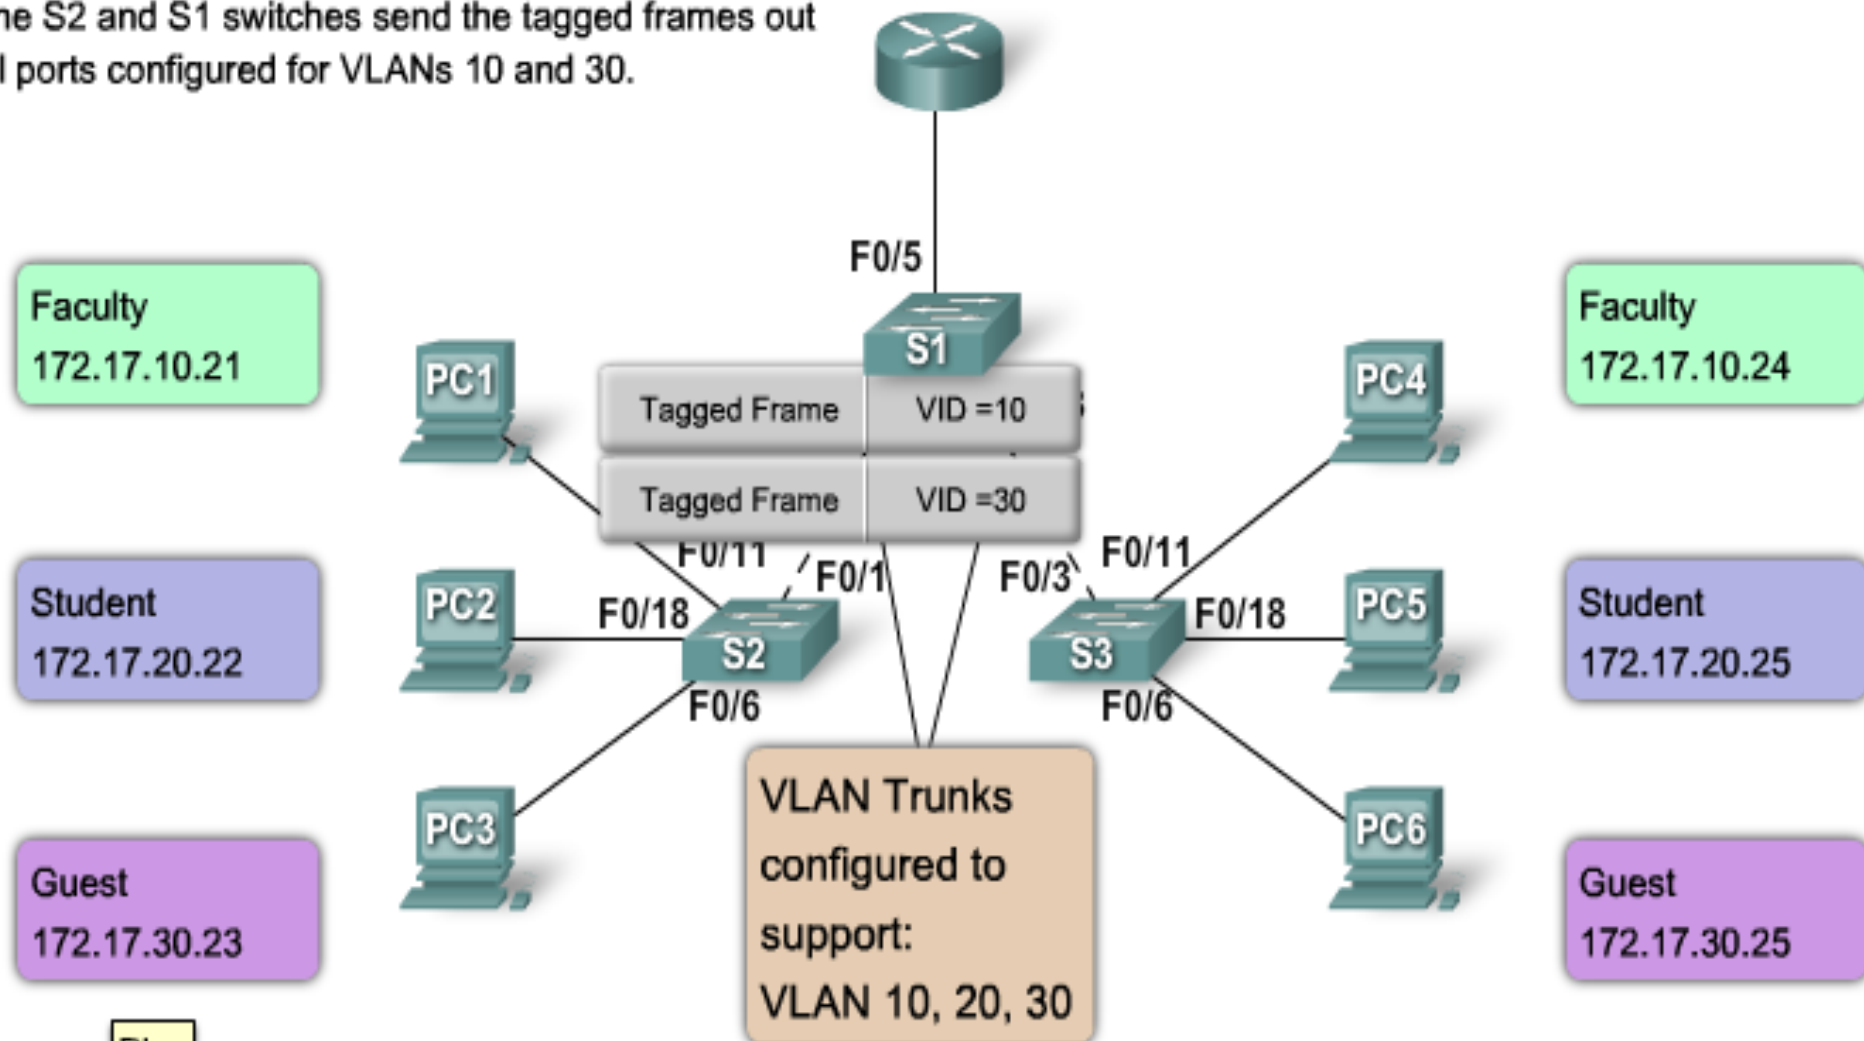 he S2 and S1 switches send the tagged frames out
l ports configured for VLANs 10 and 30.
F0/5
S1
Faculty
172.17.10.21
PC1
Tagged Frame VID =10
Tagged Frame VID =30
PC4
Faculty
172.17.10.24
F0/11
F0/1
F0/3
F0/11
Student
172.17.20.22
PC2
F0/18
S2
F0/6
S3
F0/18
F0/6
PC5
Student
172.17.20.25
Guest
172.17.30.23
PC3
VLAN Trunks
configured to
support:
VLAN 10, 20, 30
PC6
Guest
172.17.30.25